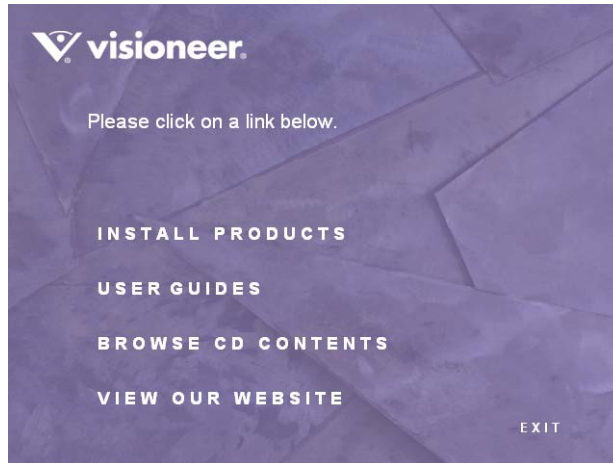 visioneer®
Please click on a link below.
INSTALL PRODUCTS
USER GUIDES
BROWSE CD CONTENTS
VIEW OUR WEBSITE
EXIT